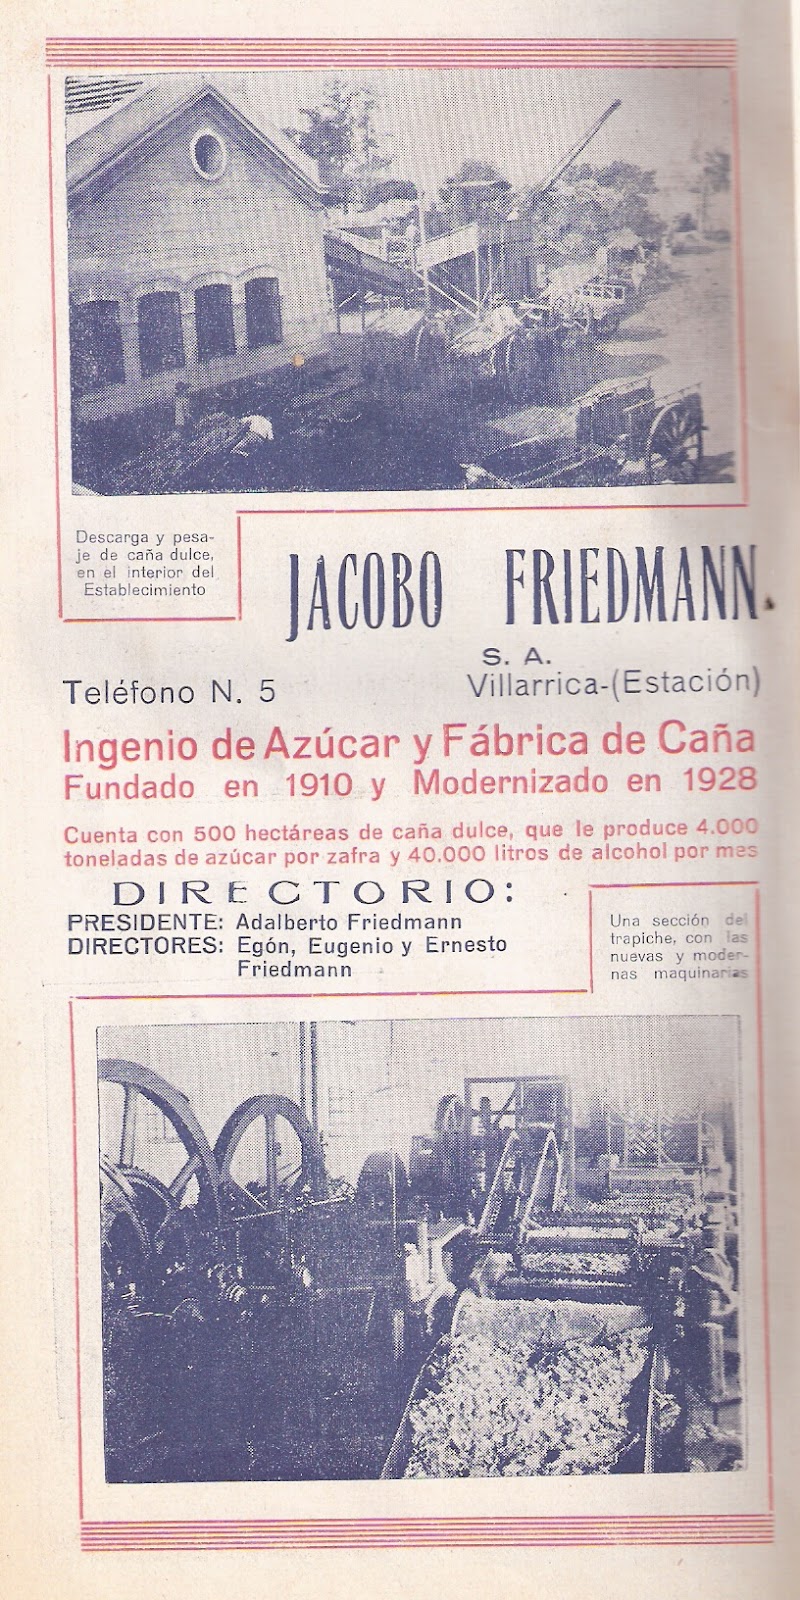 Descarga y pesa-
je de caña dulce,
en el interior del
Establecimiento
JACOBO FRIEDMANN
S. A.
Teléfono N. 5
Villarrica-(Estación)
Ingenio de Azúcar y Fábrica de Caña
Fundado en 1910 y Modernizado en 1928
Cuenta con 500 hectáreas de caña dulce, que le produce 4.000
toneladas de azúcar por zafra y 40.000 litros de alcohol por mes
DIRECTORIO:
PRESIDENTE: Adalberto Friedmann
DIRECTORES: Egón, Eugenio y Ernesto
Friedmann
Una sección del
trapiche, con las
nuevas y moder-
nas maquinarias